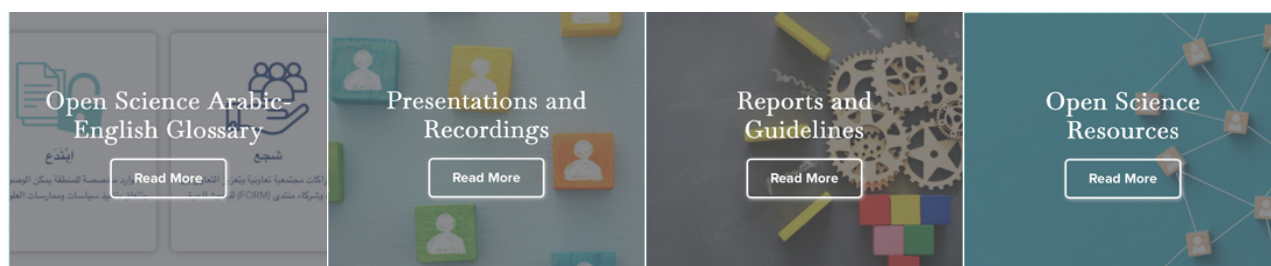 Open Science Arabic-
English Glossary
ابتدع
شجع
Read More
Presentations and
Recordings
Read More
Reports and
Guidelines
Read More
Open Science
Resources
Read More